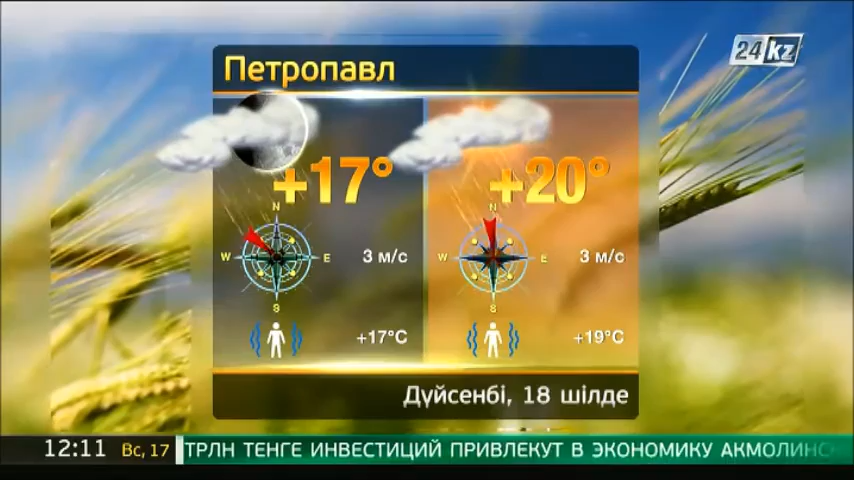 24kz
Петропавл
+17° +20°
N N
W E 3 м/с W E 3 м/с
S S
+17°C +19°C
Дүйсенбі, 18 шілде
12:11 Вс, 17 ТРЛН ТЕНГЕ ИНВЕСТИЦИЙ ПРИВЛЕКУТ В ЭКОНОМИКУ АКМОЛИНС